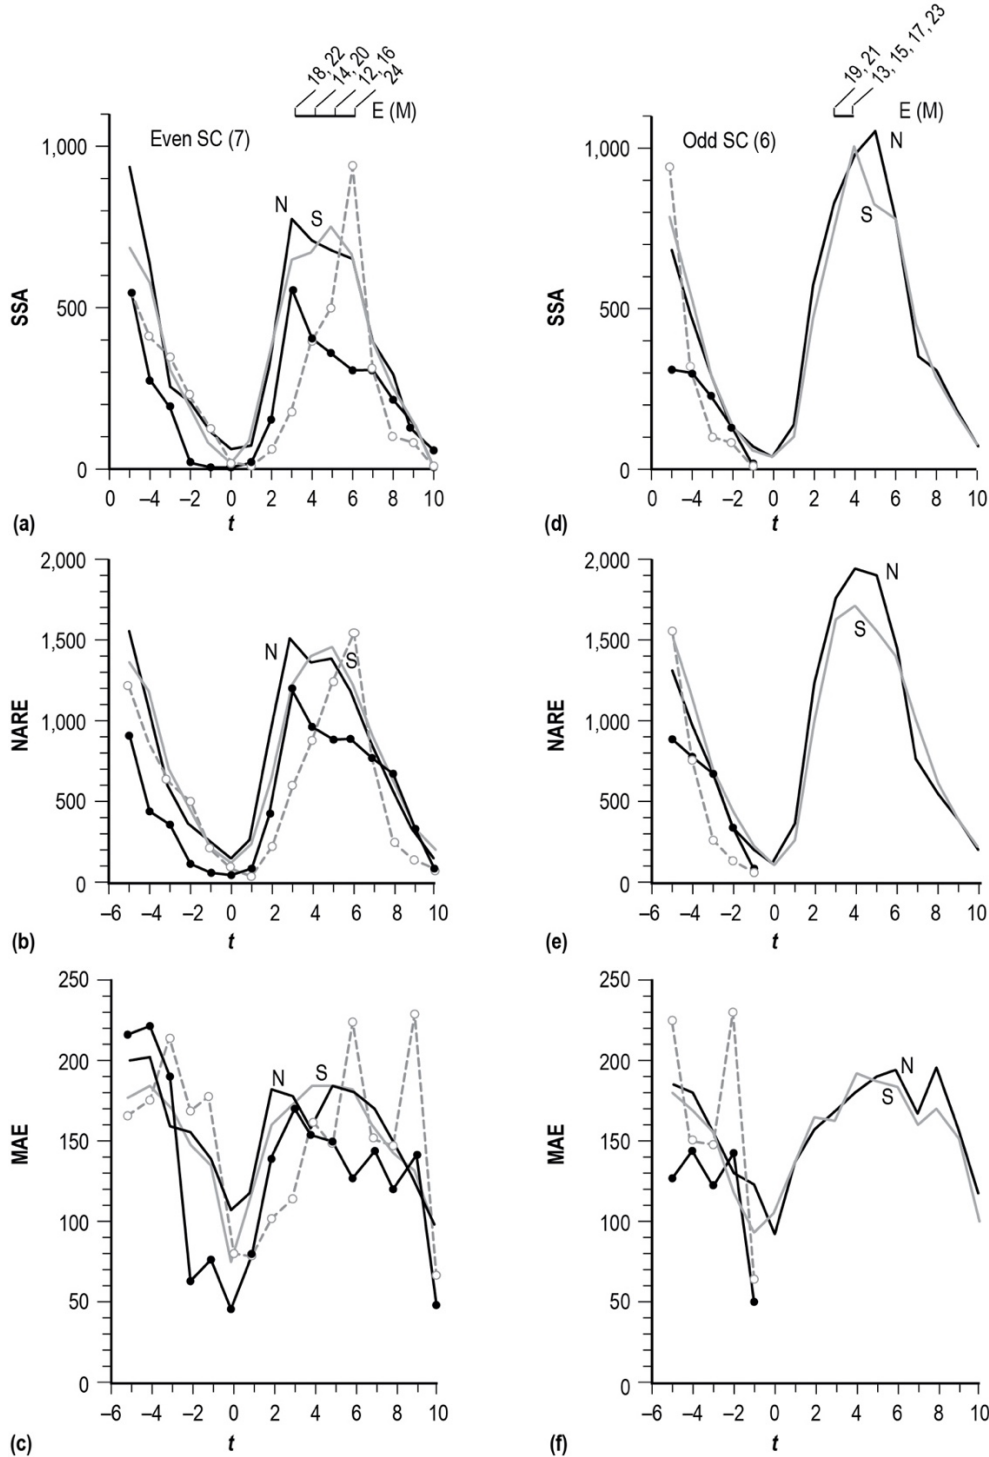 18, 22
14, 20
12, 16
24
E (M)
Even SC (7)
1,000
500
0
SSA
N
S
0 –4 –2 0 2 4 6 8 10
t
(a)
19, 21
13, 15, 17, 23
E (M)
Odd SC (6)
1,000
500
0
SSA
N
S
0 –4 –2 0 2 4 6 8 10
t
(d)
2,000
1,500
1,000
500
0
NARE
N
S
–6 –4 –2 0 2 4 6 8 10
t
(b)
2,000
1,500
1,000
500
0
NARE
N
S
–6 –4 –2 0 2 4 6 8 10
t
(e)
250
200
150
100
50
0
MAE
N
S
–6 –4 –2 0 2 4 6 8 10
t
(c)
250
200
150
100
50
0
MAE
N
S
–6 –4 –2 0 2 4 6 8 10
t
(f)